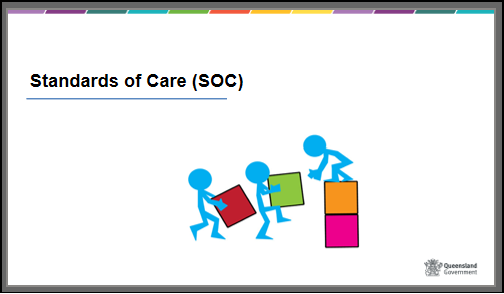 Standards of Care (SOC)
Queensland
Government